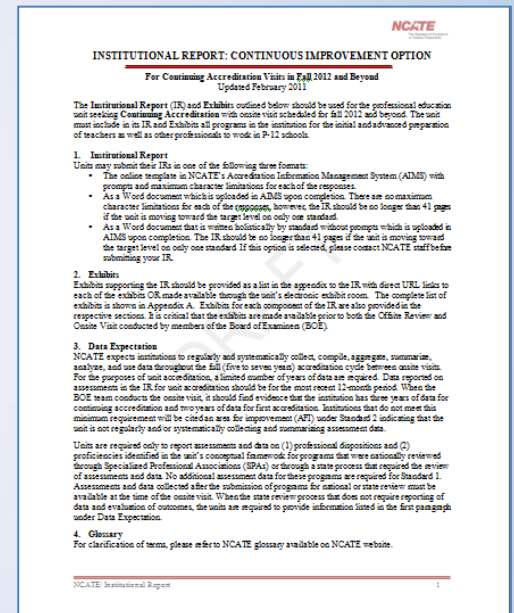 NCATE
INSTITUTIONAL REPORT: CONTINUOUS IMPROVEMENT OPTION
For Continuing Accreditation Visits in Fall 2012 and Beyond
Updated February 2011
The Institutional Report (IR) and Exhibits outlined below should be used for the professional education
unit seeking Continuing Accreditation with onsite visit scheduled for fall 2012 and beyond. The unit
must include in its IR and Exhibits all programs in the institution for the initial and advanced preparation
of teachers as well as other professionals to work in P-12 schools.
1. Institutional Report
Units may submit their IRs in one of the following three formats:
• The online template in NCATE's Accreditation Information Management System (AIMS) with
prompts and maximum character limitations for each of the responses.
• As a Word document which is uploaded in AIMS upon completion. There are no maximum
character limitations for each of the responses, however, the IR should be no longer than 41 pages
if the unit is moving toward the target level on only one standard.
• As a Word document that is written holistically by standard without prompts which is uploaded in
AIMS upon completion. The IR should be no longer than 41 pages if the unit is moving toward
the target level on only one standard. If this option is selected, please contact NCATE staff before
submitting your IR.
2. Exhibits
Exhibits supporting the IR should be provided as a list in the appendix to the IR with direct URL links to
each of the exhibits OR made available through the unit's electronic exhibit room. The complete list of
exhibits is shown in Appendix A. Exhibits for each component of the IR are also provided in the
respective sections. It is critical that the exhibits are made available prior to both the Offsite Review and
Onsite Visit conducted by members of the Board of Examiners (BOE).
3. Data Expectation
NCATE expects institutions to regularly and systematically collect, compile, aggregate, summarize,
analyze, and use data throughout the full (five to seven years) accreditation cycle between onsite visits.
For the purposes of unit accreditation, a limited number of years of data are required. Data reported on
assessments in the IR for unit accreditation should be for the most recent 12-month period. When the
BOE team conducts the onsite visit, it should find evidence that the institution has three years of data for
continuing accreditation and two years of data for first accreditation. Institutions that do not meet this
minimum requirement will be cited an area for improvement (AFI) under Standard 2 indicating that the
unit is not regularly and/or systematically collecting and summarizing assessment data.
Units are required only to report assessments and data on (1) professional dispositions and (2)
proficiencies identified in the unit's conceptual framework for programs that were nationally reviewed
through Specialized Professional Associations (SPAs) or through a state process that required the review
of assessments and data. No additional assessment data for these programs are required for Standard 1.
Assessments and data collected after the submission of programs for national or state review must be
available at the time of the onsite visit. When the state review process that does not require reporting of
data and evaluation of outcomes, the units are required to provide information listed in the first paragraph
under Data Expectation.
4. Glossary
For clarification of terms, please refer to NCATE glossary available on NCATE website.
NCATE/ Institutional Report 1